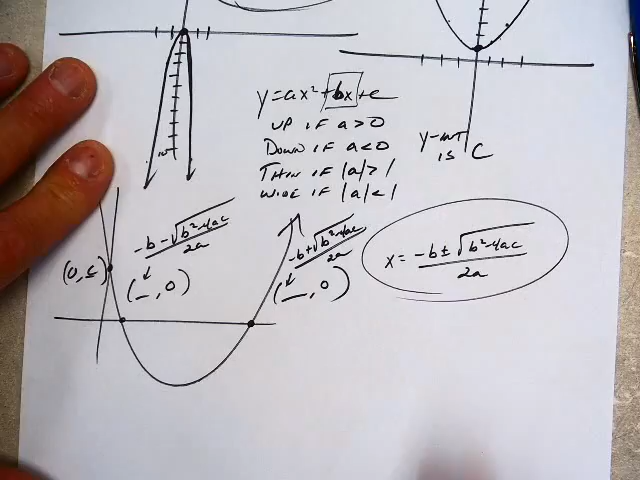 y=ax²+bx+c
UP IF a>0
DOWN IF a<0
THIN IF |a|>1
WIDE IF |a|<1
y-INT
IS C
(-b-√(b²-4ac))/2a
(-b+√(b²-4ac))/2a
x= (-b±√(b²-4ac))/2a
(0,c)
(_,0)
(_,0)